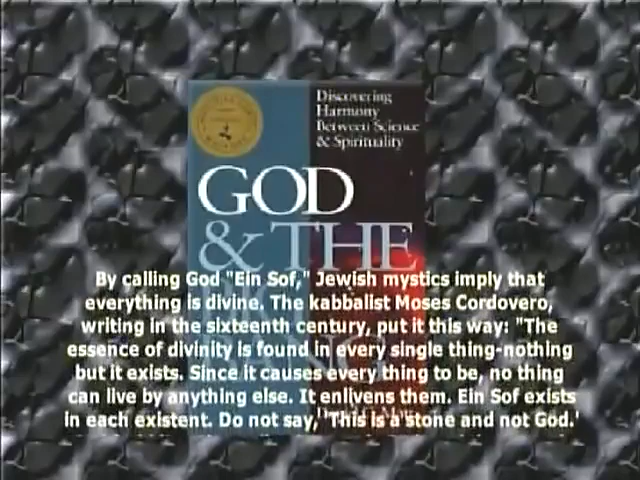 Discovering
Harmony
Between Science
& Spirituality
GOD
& THE
By calling God "Ein Sof," Jewish mystics imply that
everything is divine. The kabbalist Moses Cordovero,
writing in the sixteenth century, put it this way: "The
essence of divinity is found in every single thing-nothing
but it exists. Since it causes every thing to be, no thing
can live by anything else. It enlivens them. Ein Sof exists
in each existent. Do not say, 'This is a stone and not God.'